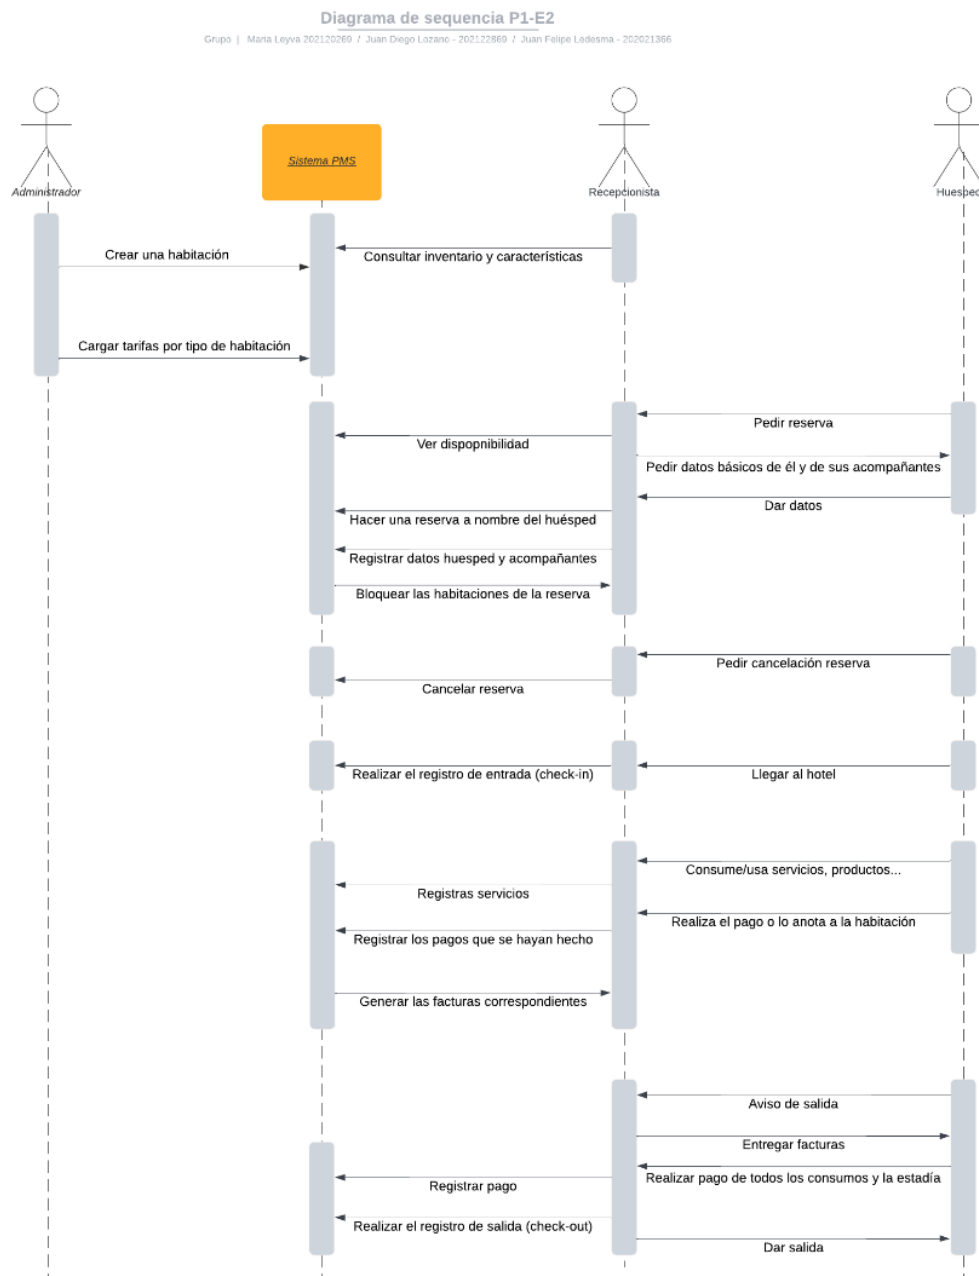 Diagrama de sequencia P1-E2
Grupo | Maria Leyva 202120269 / Juan Diego Lozano - 202122869 / Juan Felipe Ledesma - 202021366
Administrador
Sistema PMS
Recepcionista
Huesped
Crear una habitación
Consultar inventario y características
Cargar tarifas por tipo de habitación
Pedir reserva
Ver dispopnibilidad
Pedir datos básicos de él y de sus acompañantes
Dar datos
Hacer una reserva a nombre del huésped
Registrar datos huesped y acompañantes
Bloquear las habitaciones de la reserva
Pedir cancelación reserva
Cancelar reserva
Realizar el registro de entrada (check-in)
Llegar al hotel
Consume/usa servicios, productos...
Registras servicios
Realiza el pago o lo anota a la habitación
Registrar los pagos que se hayan hecho
Generar las facturas correspondientes
Aviso de salida
Entregar facturas
Realizar pago de todos los consumos y la estadía
Registrar pago
Realizar el registro de salida (check-out)
Dar salida